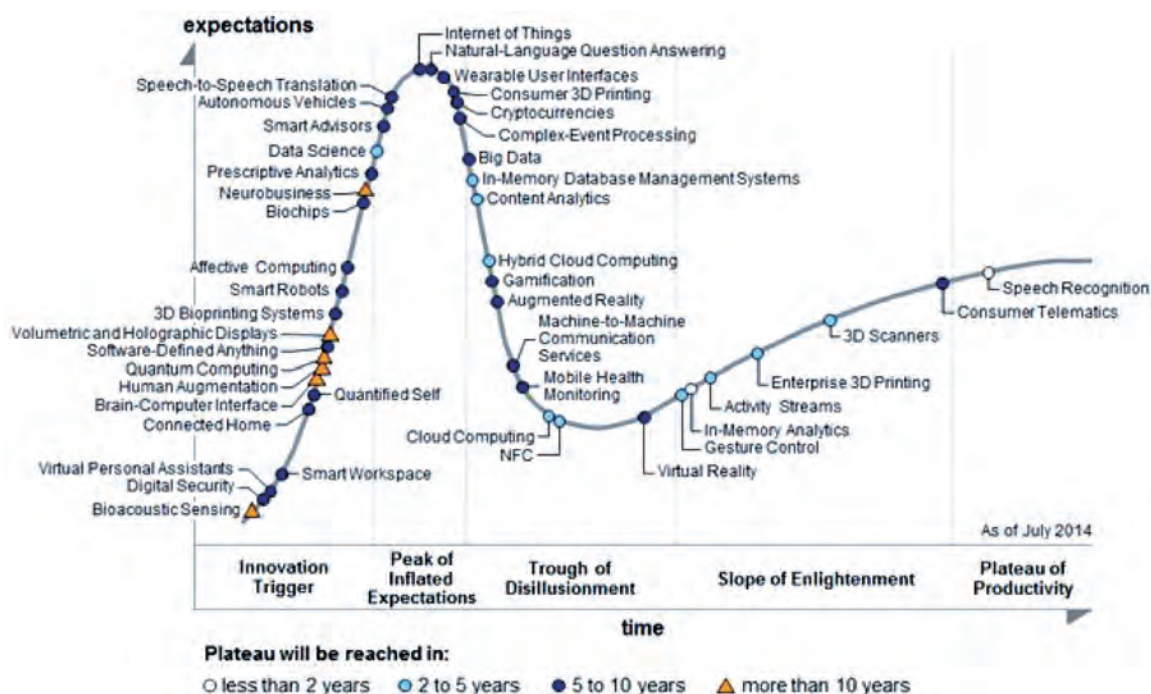 expectations
Internet of Things
Natural-Language Question Answering
Wearable User Interfaces
Consumer 3D Printing
Cryptocurrencies
Complex-Event Processing
Speech-to-Speech Translation
Autonomous Vehicles
Smart Advisors
Data Science
Prescriptive Analytics
Neurobusiness
Biochips
Big Data
In-Memory Database Management Systems
Content Analytics
Hybrid Cloud Computing
Gamification
Augmented Reality
Machine-to-Machine
Communication
Services
Mobile Health
Monitoring
Affective Computing
Smart Robots
3D Bioprinting Systems
Volumetric and Holographic Displays
Software-Defined Anything
Quantum Computing
Human Augmentation
Brain-Computer Interface
Connected Home
Quantified Self
Virtual Personal Assistants
Digital Security
Bioacoustic Sensing
Smart Workspace
Cloud Computing
NFC
Virtual Reality
Gesture Control
In-Memory Analytics
Activity Streams
Enterprise 3D Printing
3D Scanners
Consumer Telematics
Speech Recognition
As of July 2014
Innovation
Trigger
Peak of
Inflated
Expectations
Trough of
Disillusionment
Slope of Enlightenment
Plateau of
Productivity
time
Plateau will be reached in:
less than 2 years
2 to 5 years
5 to 10 years
more than 10 years